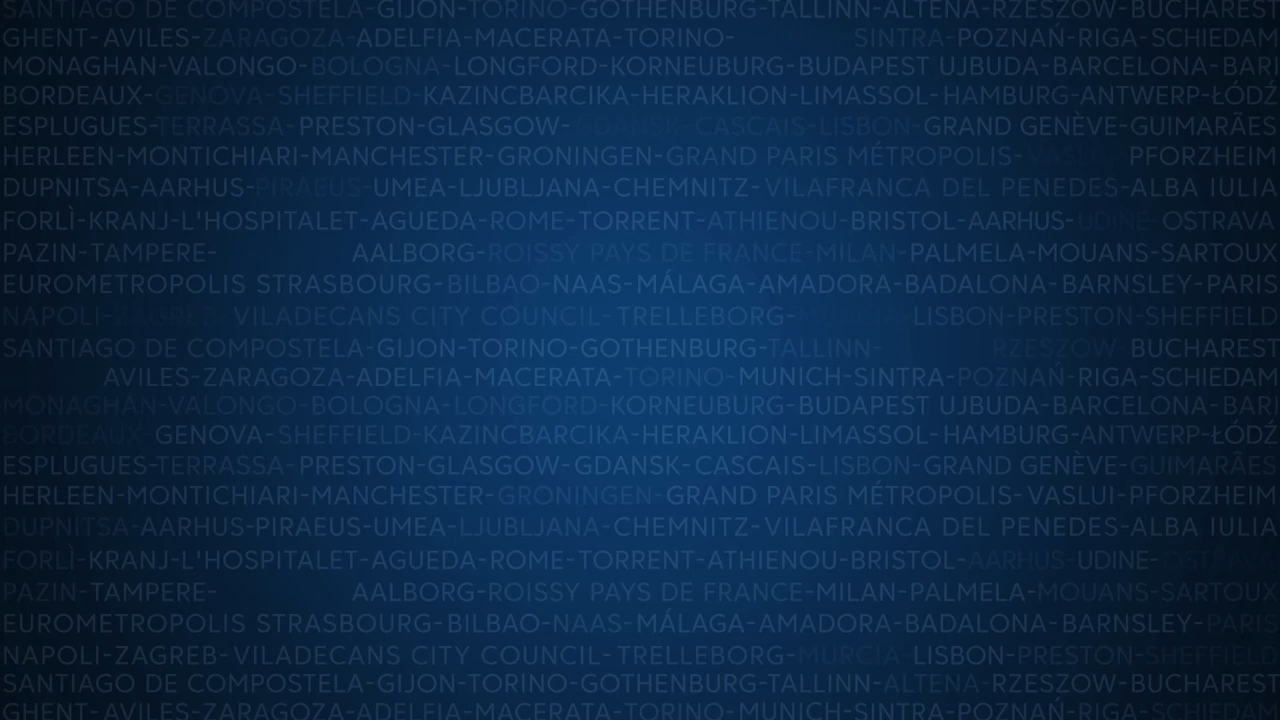 SANTIAGO DE COMPOSTELA-GIJON-TORINO-GOTHENBURG-TALLINN-ALTENA-RZESZOW-BUCHAREST
GHENT-AVILES-ZARAGOZA-ADELFIA-MACERATA-TORINO- SINTRA-POZNAŃ-RIGA-SCHIEDAM
MONAGHAN-VALONGO-BOLOGNA-LONGFORD-KORNEUBURG-BUDAPEST UJBUDA-BARCELONA-BARI
BORDEAUX-GENOVA-SHEFFIELD-KAZINCBARCIKA-HERAKLION-LIMASSOL-HAMBURG-ANTWERP-ŁÓDŹ
ESPLUGUES-TERRASSA-PRESTON-GLASGOW-GDANSK-CASCAIS-LISBON-GRAND GENÈVE-GUIMARÃES
HERLEEN-MONTICHIARI-MANCHESTER-GRONINGEN-GRAND PARIS MÉTROPOLIS-VASLUI-PFORZHEIM
DUPNITSA-AARHUS-PIRAEUS-UMEA-LJUBLJANA-CHEMNITZ-VILAFRANCA DEL PENEDES-ALBA IULIA
FORLÌ-KRANJ-L'HOSPITALET-AGUEDA-ROME-TORRENT-ATHIENOU-BRISTOL-AARHUS-UDINE-OSTRAVA
PAZIN-TAMPERE- AALBORG-ROISSY PAYS DE FRANCE-MILAN-PALMELA-MOUANS-SARTOUX
EUROMETROPOLIS STRASBOURG-BILBAO-NAAS-MÁLAGA-AMADORA-BADALONA-BARNSLEY-PARIS
NAPOLI-ZAGREB-VILADECANS CITY COUNCIL-TRELLEBORG-MURCIA-LISBON-PRESTON-SHEFFIELD
SANTIAGO DE COMPOSTELA-GIJON-TORINO-GOTHENBURG-TALLINN- RZESZOW-BUCHAREST
AVILES-ZARAGOZA-ADELFIA-MACERATA-TORINO-MUNICH-SINTRA-POZNAŃ-RIGA-SCHIEDAM
MONAGHAN-VALONGO-BOLOGNA-LONGFORD-KORNEUBURG-BUDAPEST UJBUDA-BARCELONA-BARI
BORDEAUX-GENOVA-SHEFFIELD-KAZINCBARCIKA-HERAKLION-LIMASSOL-HAMBURG-ANTWERP-ŁÓDŹ
ESPLUGUES-TERRASSA-PRESTON-GLASGOW-GDANSK-CASCAIS-LISBON-GRAND GENÈVE-GUIMARÃES
HERLEEN-MONTICHIARI-MANCHESTER-GRONINGEN-GRAND PARIS MÉTROPOLIS-VASLUI-PFORZHEIM
DUPNITSA-AARHUS-PIRAEUS-UMEA-LJUBLJANA-CHEMNITZ-VILAFRANCA DEL PENEDES-ALBA IULIA
FORLÌ-KRANJ-L'HOSPITALET-AGUEDA-ROME-TORRENT-ATHIENOU-BRISTOL-AARHUS-UDINE-OSTRAVA
PAZIN-TAMPERE- AALBORG-ROISSY PAYS DE FRANCE-MILAN-PALMELA-MOUANS-SARTOUX
EUROMETROPOLIS STRASBOURG-BILBAO-NAAS-MÁLAGA-AMADORA-BADALONA-BARNSLEY-PARIS
NAPOLI-ZAGREB-VILADECANS CITY COUNCIL-TRELLEBORG-MURCIA-LISBON-PRESTON-SHEFFIELD
SANTIAGO DE COMPOSTELA-GIJON-TORINO-GOTHENBURG-TALLINN-ALTENA-RZESZOW-BUCHAREST
GHENT-AVILES-ZARAGOZA-ADELFIA-MACERATA-TORINO-MUNICH-SINTRA-POZNAŃ-RIGA-SCHIEDAM